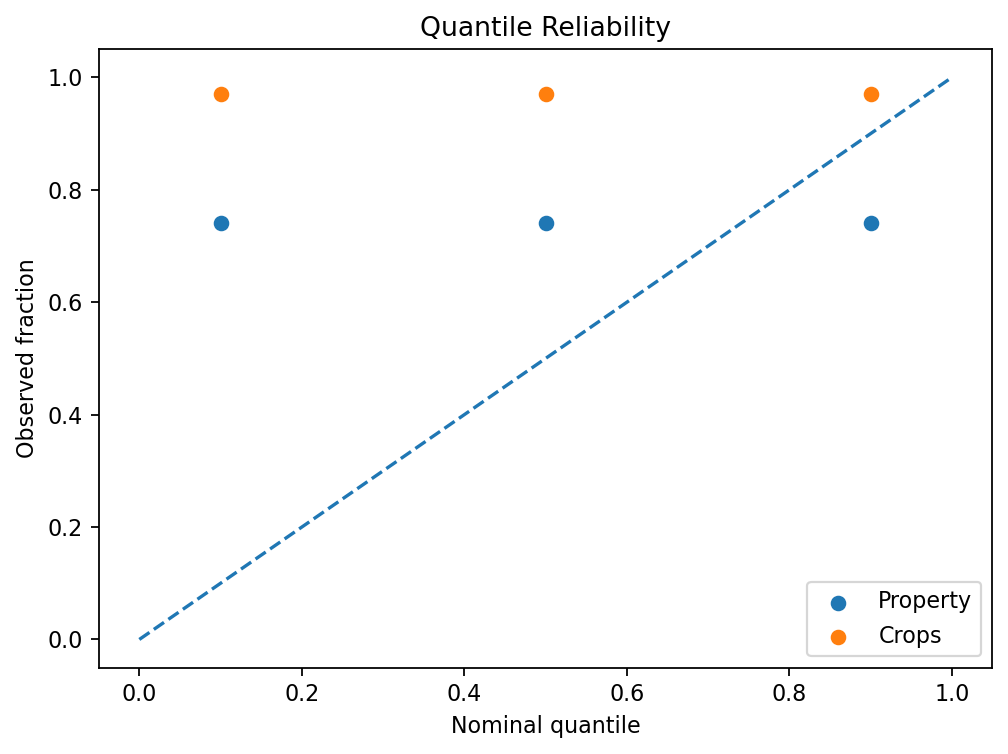 Quantile Reliability
Observed fraction
1.0
0.8
0.6
0.4
0.2
0.0
0.0 0.2 0.4 0.6 0.8 1.0
Nominal quantile
Property
Crops